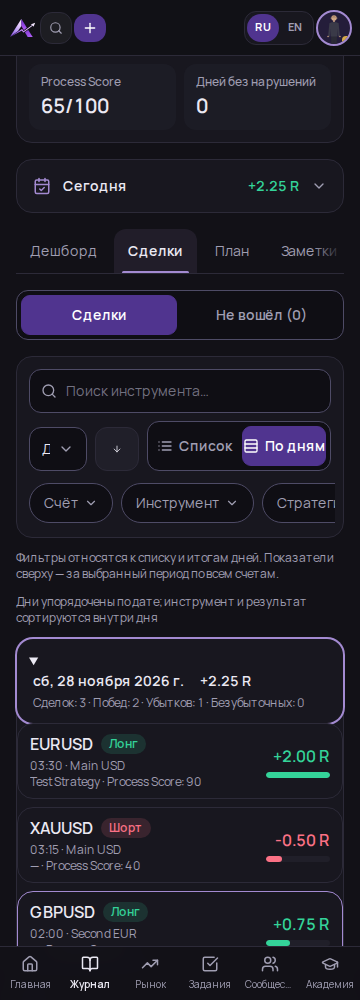 RU EN
Process Score
65/100
Дней без нарушений
0
Сегодня +2.25 R
Дешборд Сделки План Заметки
Сделки Не вошёл (0)
Поиск инструмента…
Список По дням
Счёт Инструмент Стратег
Фильтры относятся к списку и итогам дней. Показатели
сверху — за выбранный период по всем счетам.
Дни упорядочены по дате; инструмент и результат
сортируются внутри дня
сб, 28 ноября 2026 г. +2.25 R
Сделок: 3 · Побед: 2 · Убытков: 1 · Безубыточных: 0
EURUSD Лонг
03:30 · Main USD
Test Strategy · Process Score: 90
+2.00 R
XAUUSD Шорт
03:15 · Main USD
— · Process Score: 40
-0.50 R
GBPUSD Лонг
02:00 · Second EUR
+0.75 R
Главная Журнал Рынок Задания Сообщес… Академия